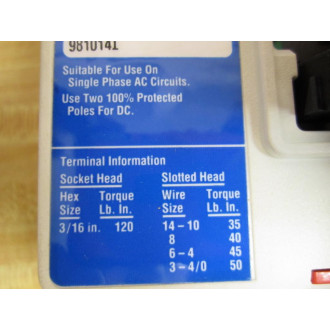 9810141
Suitable For Use On
Single Phase AC Circuits.
Use Two 100% Protected
Poles For DC.
Terminal Information
Socket Head Slotted Head
Hex Torque Wire Torque
Size Lb. In. Size Lb. In.
3/16 in. 120 14 - 10 35
8 40
6 - 4 45
3 - 4/0 50